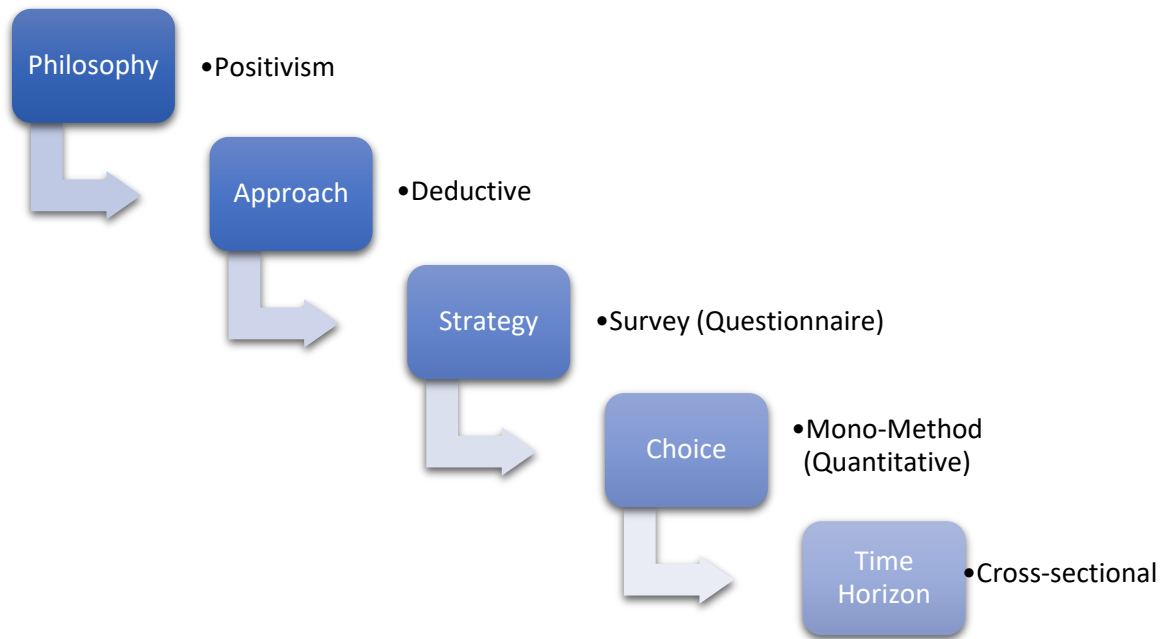 Philosophy
•Positivism
Approach
•Deductive
Strategy
•Survey (Questionnaire)
Choice
•Mono-Method
(Quantitative)
Time
Horizon
•Cross-sectional